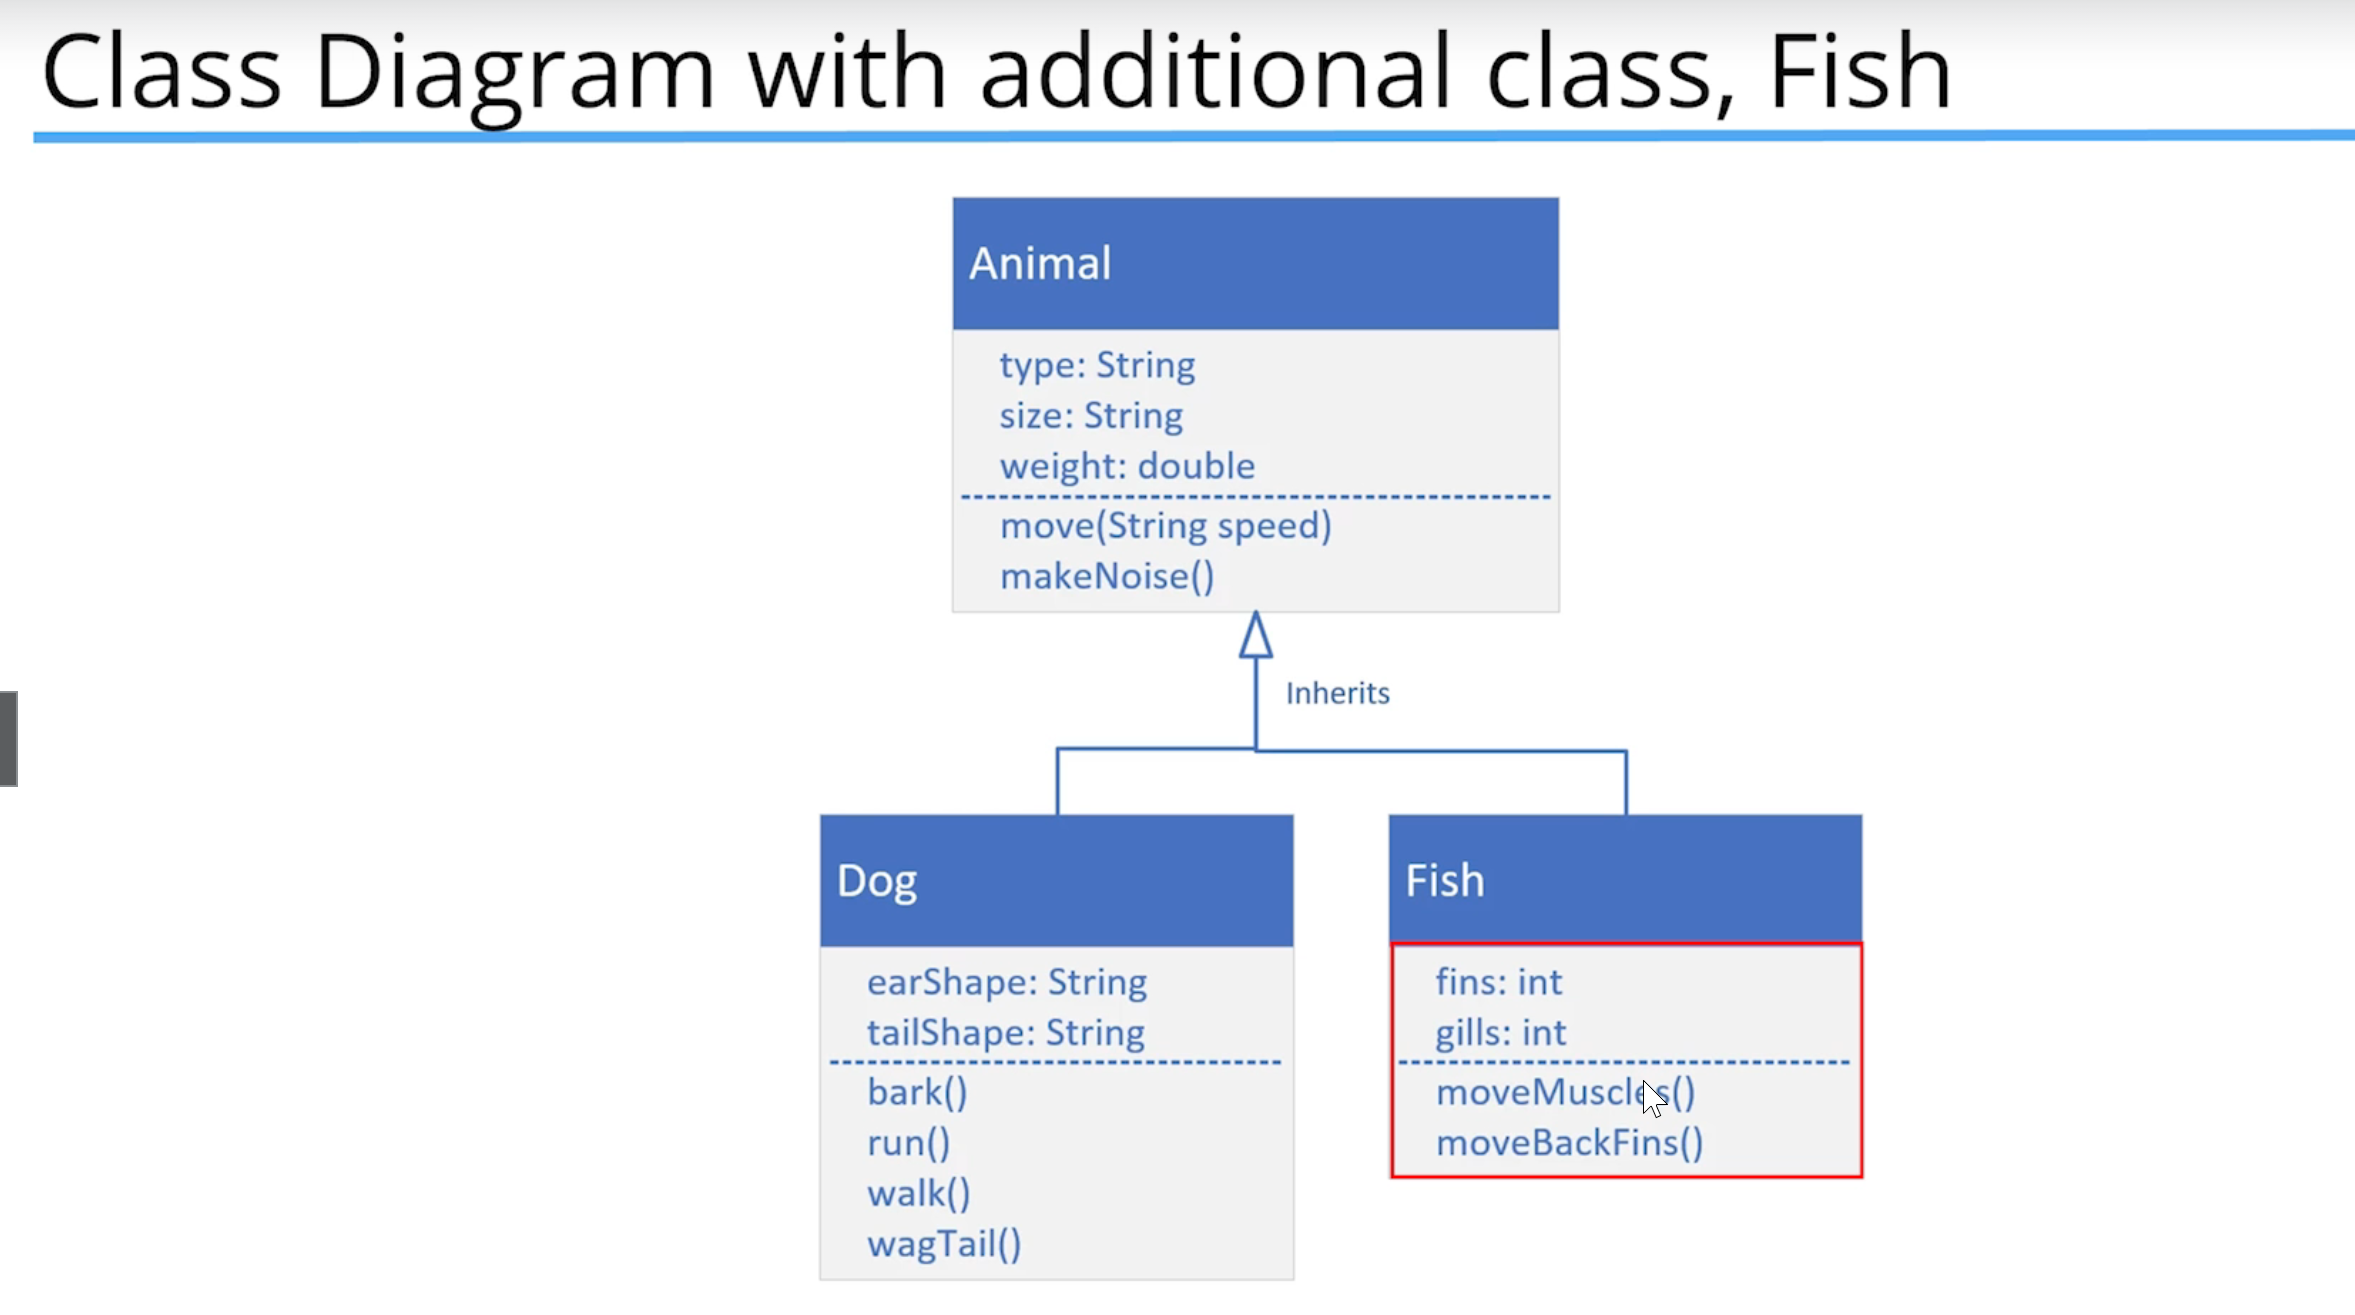 Class Diagram with additional class, Fish
Animal
type: String
size: String
weight: double
move(String speed)
makeNoise()
Inherits
Dog
earShape: String
tailShape: String
bark()
run()
walk()
wagTail()
Fish
fins: int
gills: int
moveMuscles()
moveBackFins()